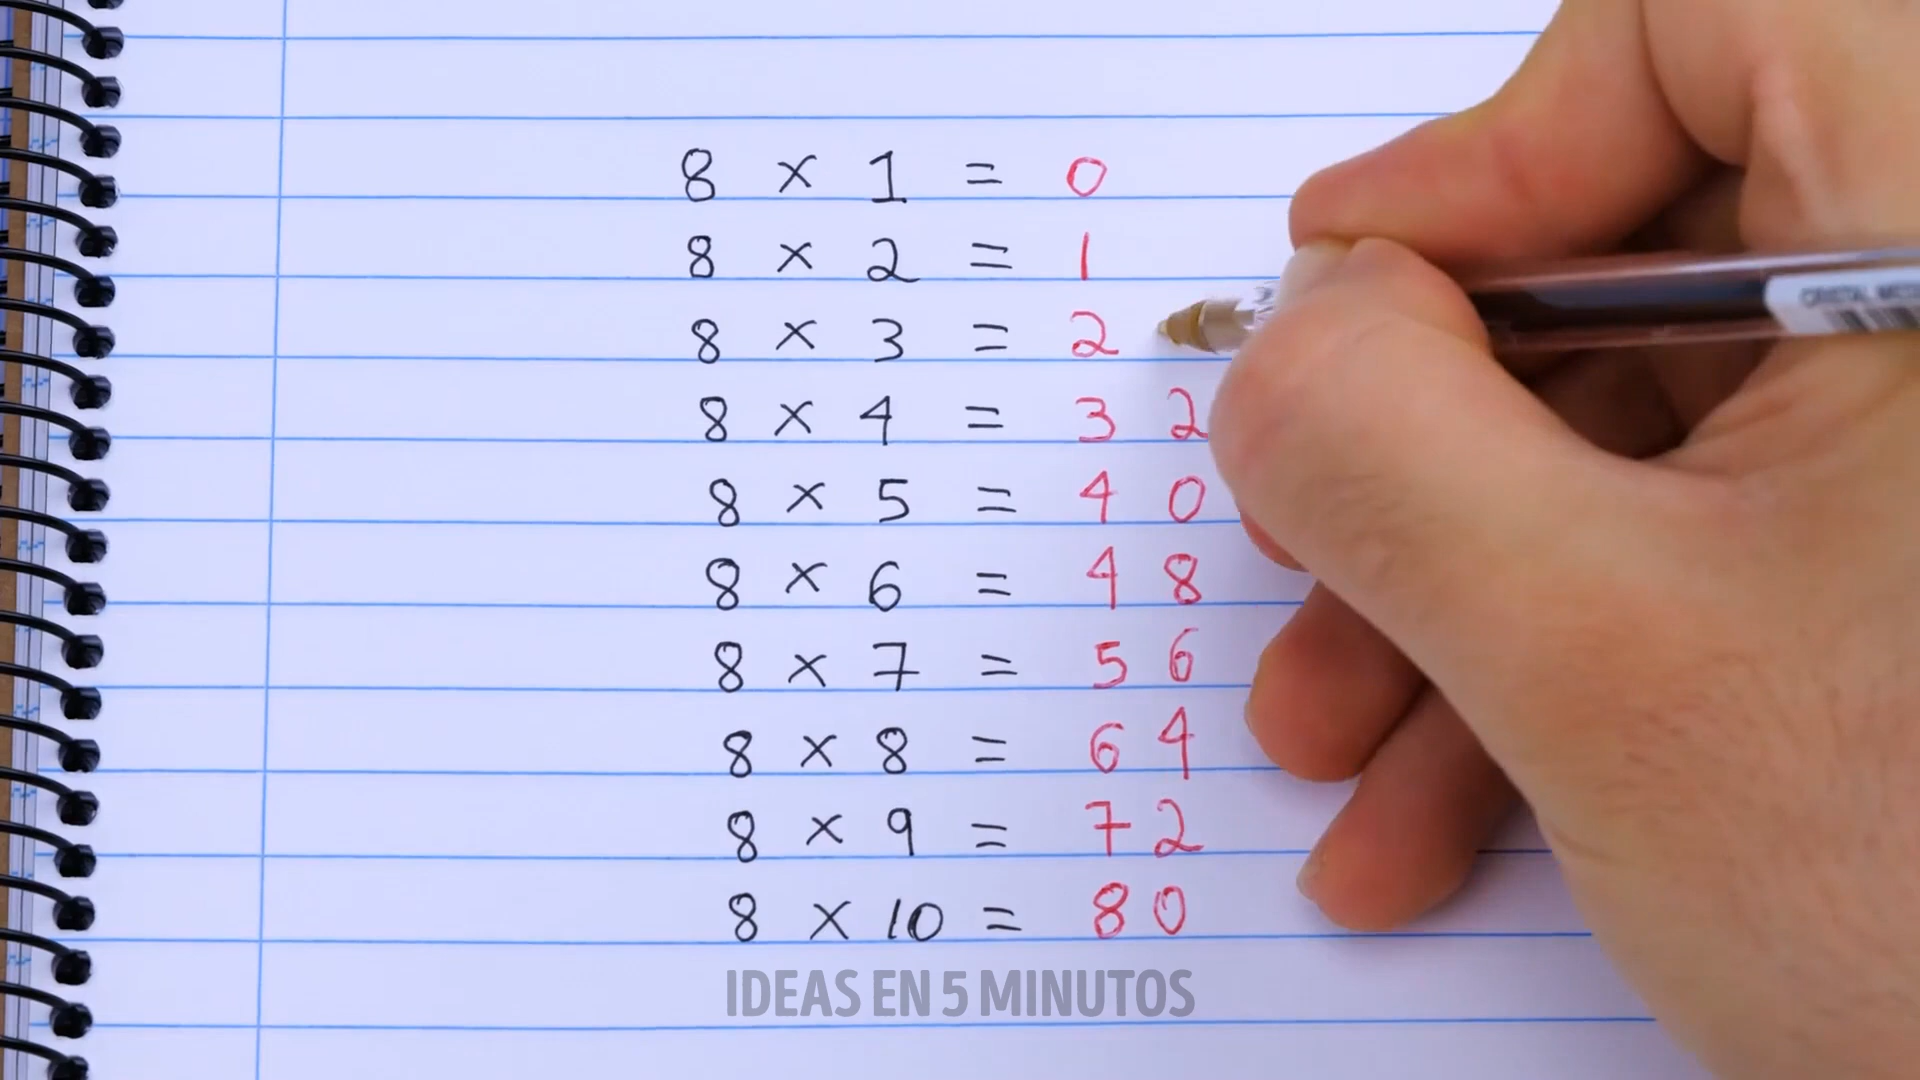 8 × 1 = 0
8 × 2 = 1
8 × 3 = 2
8 × 4 = 3 2
8 × 5 = 4 0
8 × 6 = 4 8
8 × 7 = 5 6
8 × 8 = 6 4
8 × 9 = 7 2
8 × 10 = 8 0
CRISTAL
IDEAS EN 5 MINUTOS